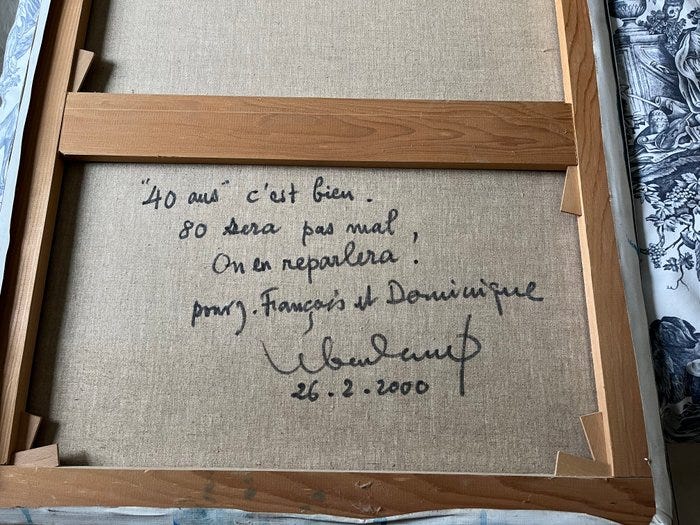 "40 ans" c'est bien.
80 sera pas mal,
On en reparlera !
pour J. François et Dominique
26.2.2000